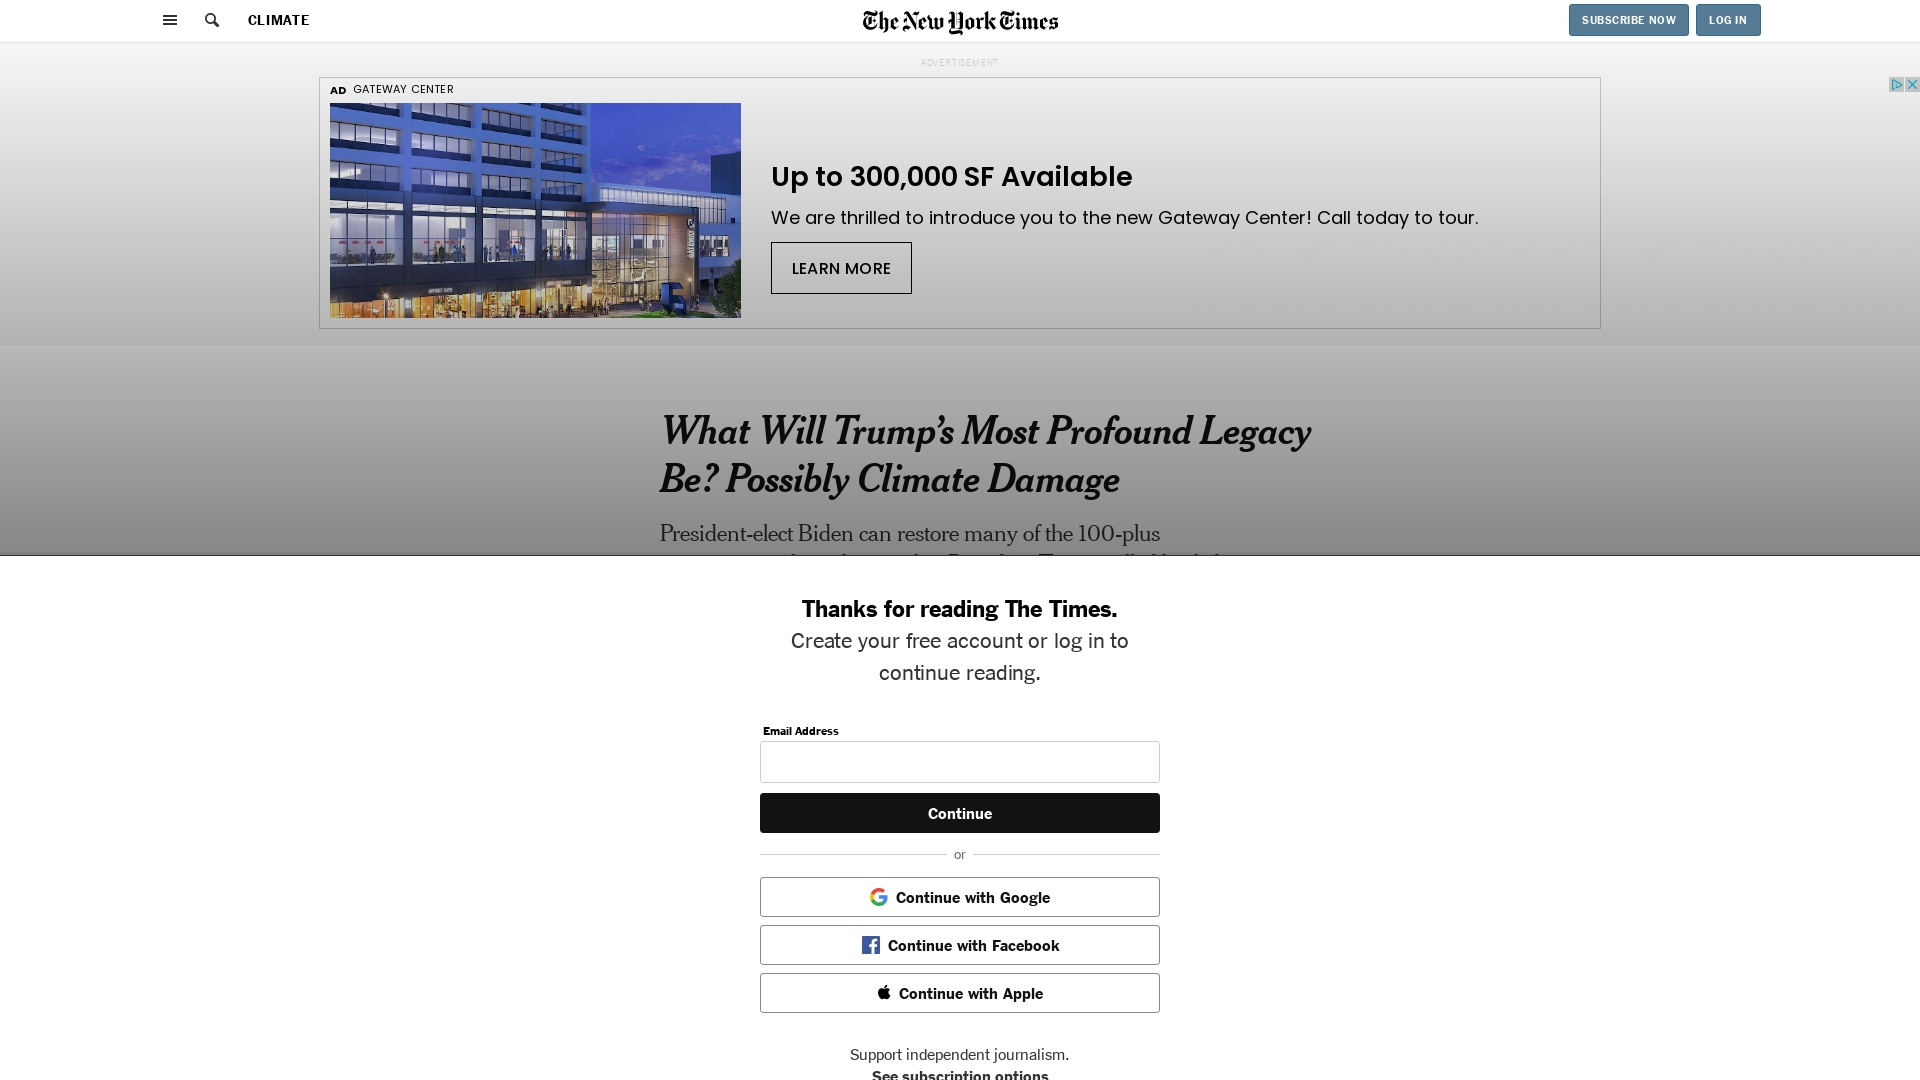 CLIMATE
The New York Times
SUBSCRIBE NOW
LOG IN
ADVERTISEMENT
AD GATEWAY CENTER
Up to 300,000 SF Available
We are thrilled to introduce you to the new Gateway Center! Call today to tour.
LEARN MORE
What Will Trump’s Most Profound Legacy
Be? Possibly Climate Damage
President-elect Biden can restore many of the 100-plus
Thanks for reading The Times.
Create your free account or log in to
continue reading.
Email Address
Continue
or
Continue with Google
Continue with Facebook
Continue with Apple
Support independent journalism.
See subscription options